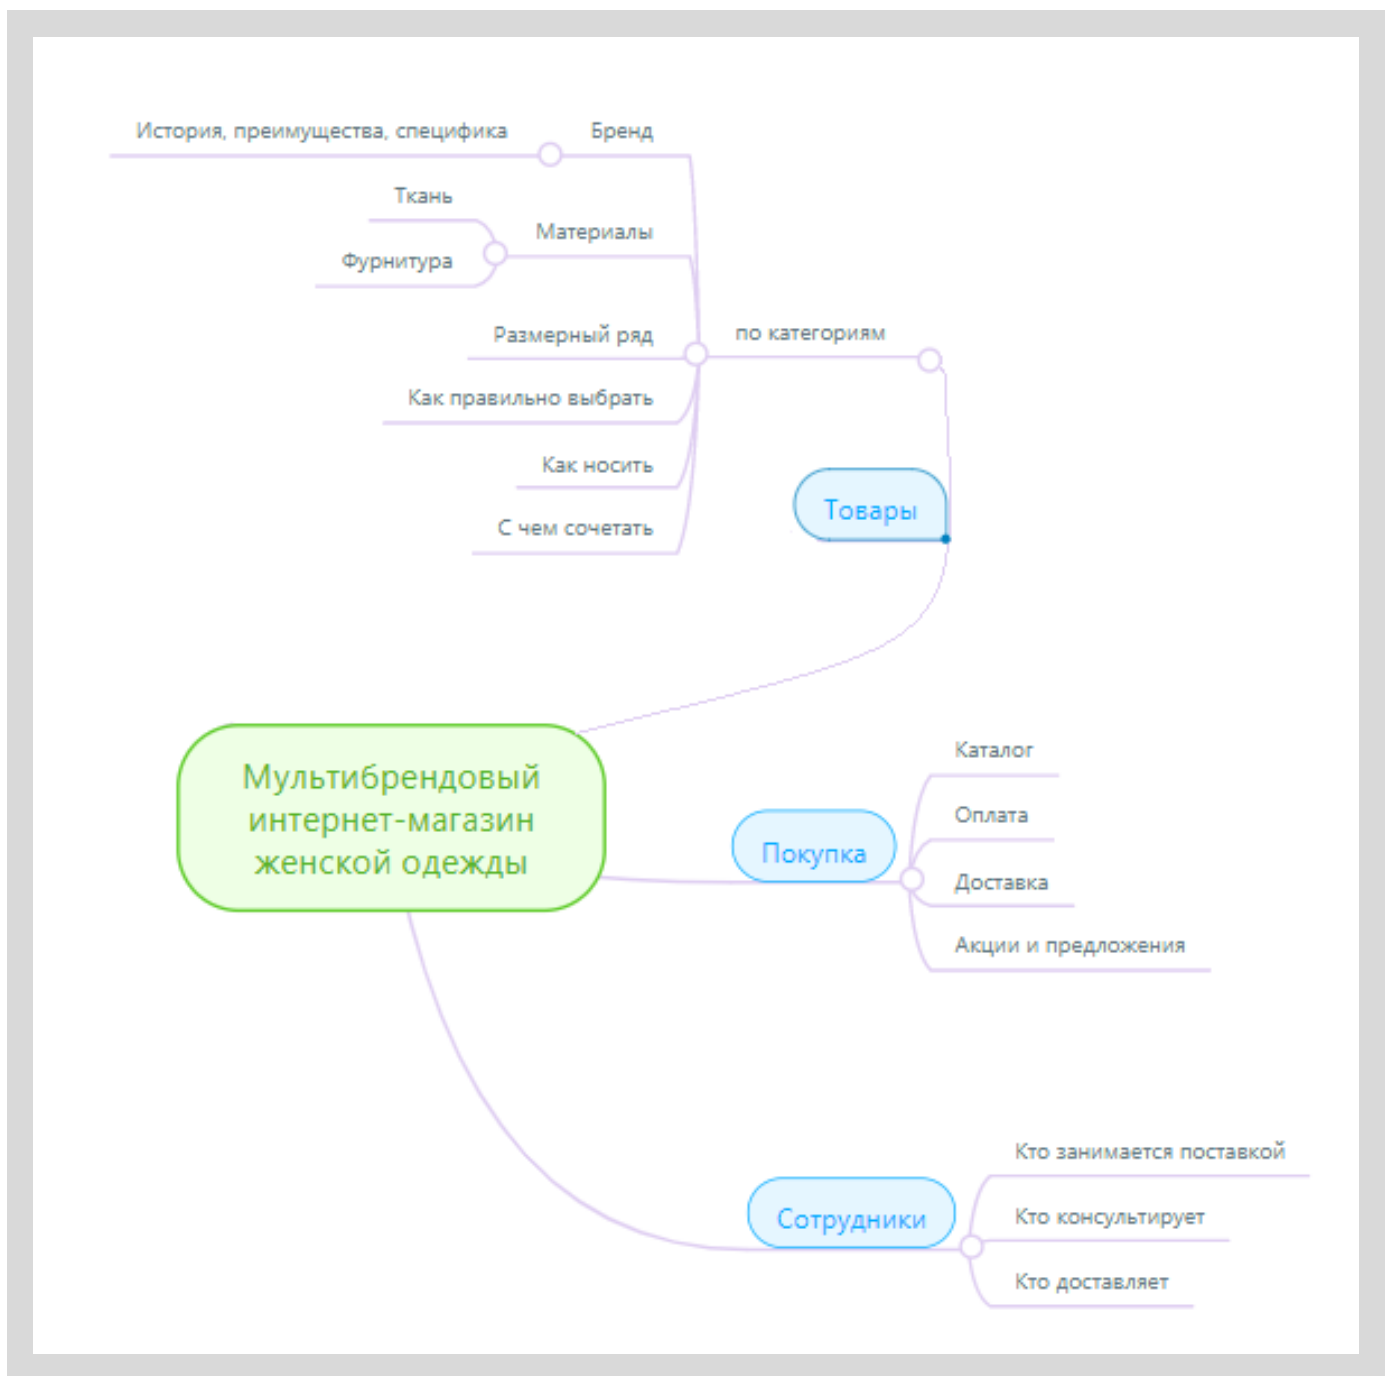 История, преимущества, специфика
Бренд
Ткань
Материалы
Фурнитура
Размерный ряд
по категориям
Как правильно выбрать
Как носить
С чем сочетать
Товары
Мультибрендовый
интернет-магазин
женской одежды
Покупка
Каталог
Оплата
Доставка
Акции и предложения
Сотрудники
Кто занимается поставкой
Кто консультирует
Кто доставляет